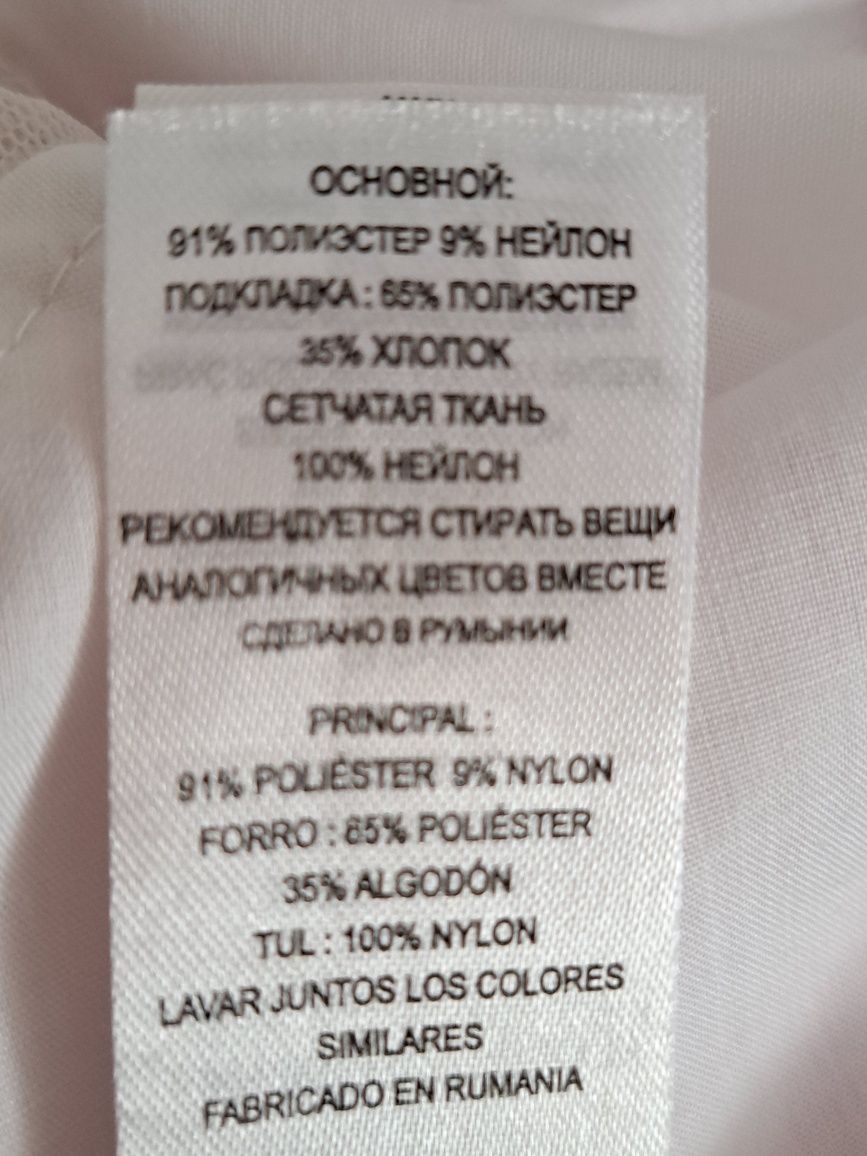 ОСНОВНОЙ:
91% ПОЛИЭСТЕР 9% НЕЙЛОН
ПОДКЛАДКА : 65% ПОЛИЭСТЕР
35% ХЛОПОК
СЕТЧАТАЯ ТКАНЬ
100% НЕЙЛОН
РЕКОМЕНДУЕТСЯ СТИРАТЬ ВЕЩИ
АНАЛОГИЧНЫХ ЦВЕТОВ ВМЕСТЕ
СДЕЛАНО В РУМЫНИИ
PRINCIPAL :
91% POLIÉSTER 9% NYLON
FORRO : 65% POLIÉSTER
35% ALGODÓN
TUL : 100% NYLON
LAVAR JUNTOS LOS COLORES
SIMILARES
FABRICADO EN RUMANIA